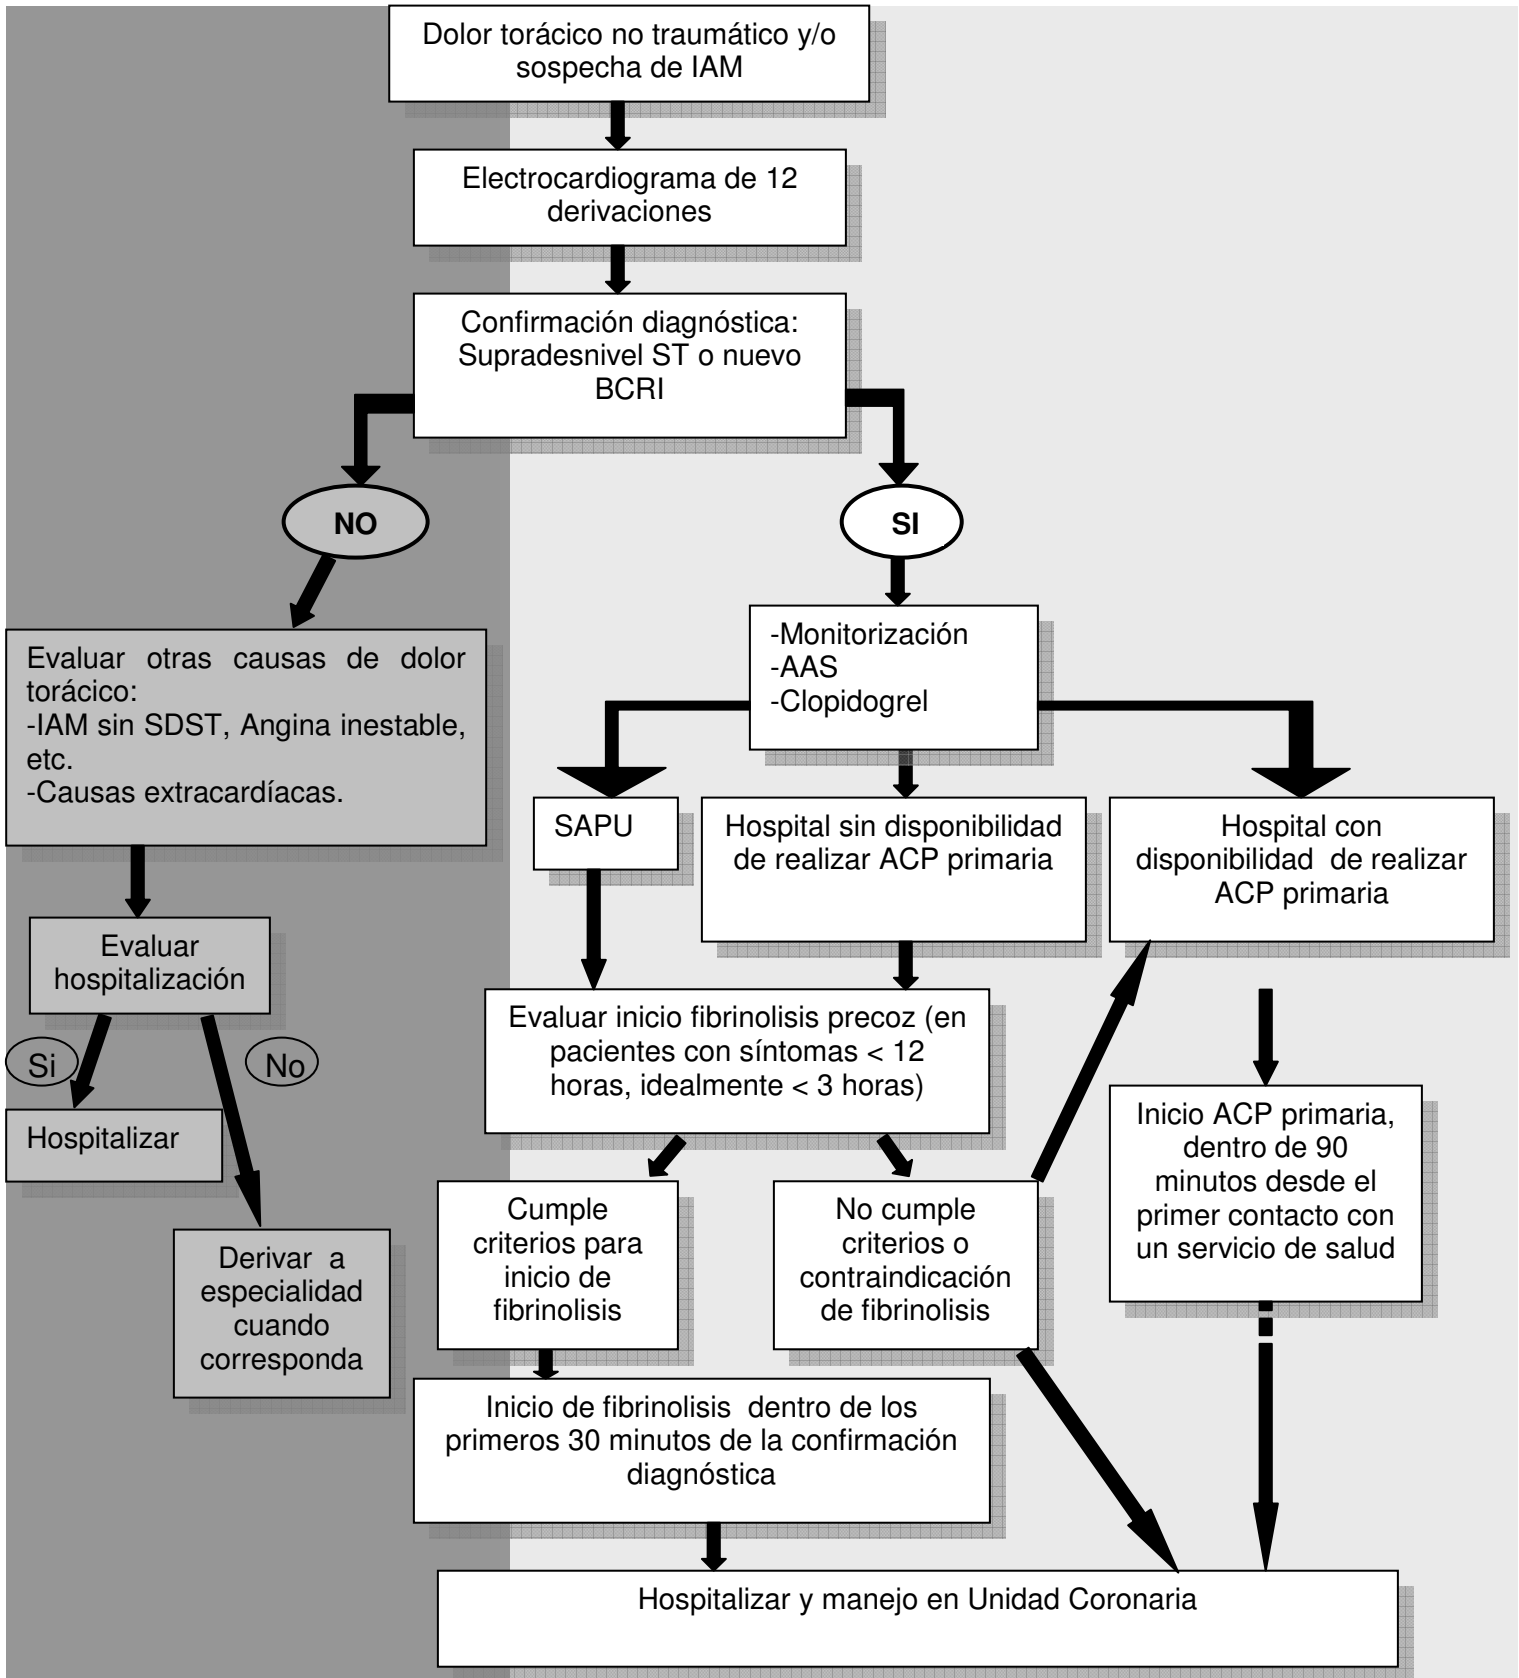 Dolor torácico no traumático y/o
sospecha de IAM
Electrocardiograma de 12
derivaciones
Confirmación diagnóstica:
Supradesnivel ST o nuevo
BCRI
NO
SI
Evaluar otras causas de dolor
torácico:
-IAM sin SDST, Angina inestable,
etc.
-Causas extracardíacas.
-Monitorización
-AAS
-Clopidogrel
SAPU
Hospital sin disponibilidad
de realizar ACP primaria
Hospital con
disponibilidad de realizar
ACP primaria
Evaluar
hospitalización
Si
No
Hospitalizar
Derivar a
especialidad
cuando
corresponda
Evaluar inicio fibrinolisis precoz (en
pacientes con síntomas < 12
horas, idealmente < 3 horas)
Cumple
criterios para
inicio de
fibrinolisis
No cumple
criterios o
contraindicación
de fibrinolisis
Inicio ACP primaria,
dentro de 90
minutos desde el
primer contacto con
un servicio de salud
Inicio de fibrinolisis dentro de los
primeros 30 minutos de la confirmación
diagnóstica
Hospitalizar y manejo en Unidad Coronaria